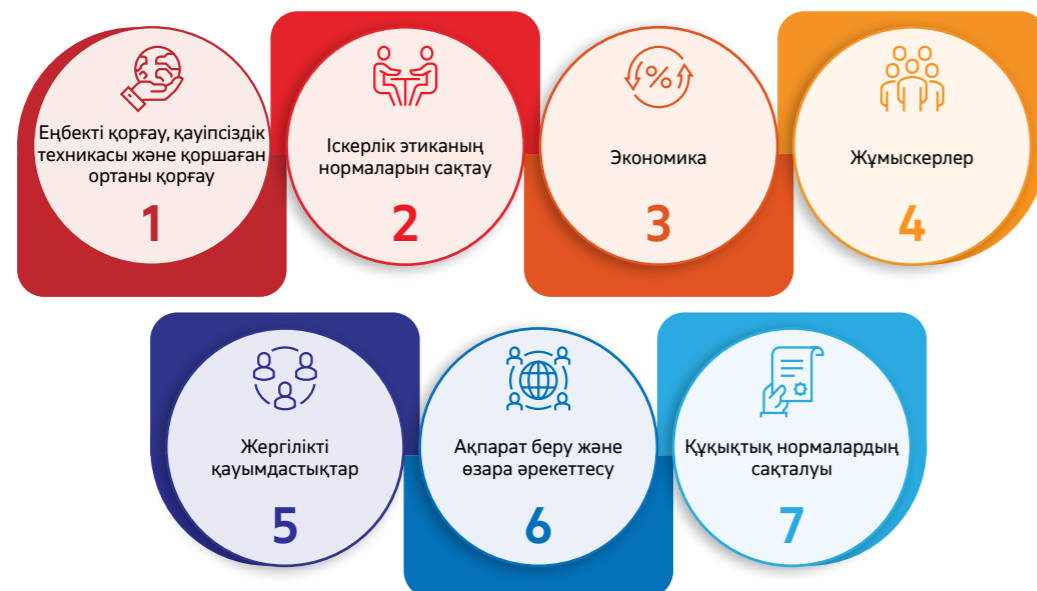 Еңбекті қорғау, қауіпсіздік
техникасы және қоршаған
ортаны қорғау
1
Іскерлік этиканың
нормаларын сақтау
2
%
Экономика
3
Жұмыскерлер
4
Жергілікті
қауымдастықтар
5
Ақпарат беру және
өзара әрекеттесу
6
Құқықтық нормалардың
сақталуы
7